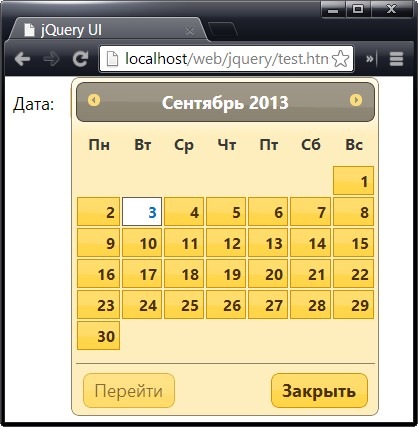 jQuery UI
localhost/web/jquery/test.htn
Дата:
Сентябрь 2013
Пн Вт Ср Чт Пт Сб Вс
1
2 3 4 5 6 7 8
9 10 11 12 13 14 15
16 17 18 19 20 21 22
23 24 25 26 27 28 29
30
Перейти Закрыть